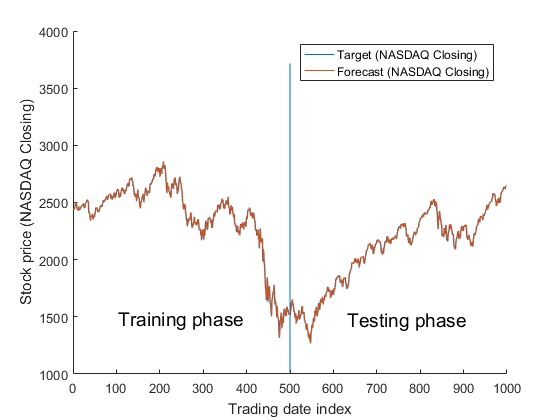 4000
3500
3000
2500
2000
1500
1000
Stock price (NASDAQ Closing)
Target (NASDAQ Closing)
Forecast (NASDAQ Closing)
Training phase
Testing phase
0 100 200 300 400 500 600 700 800 900 1000
Trading date index